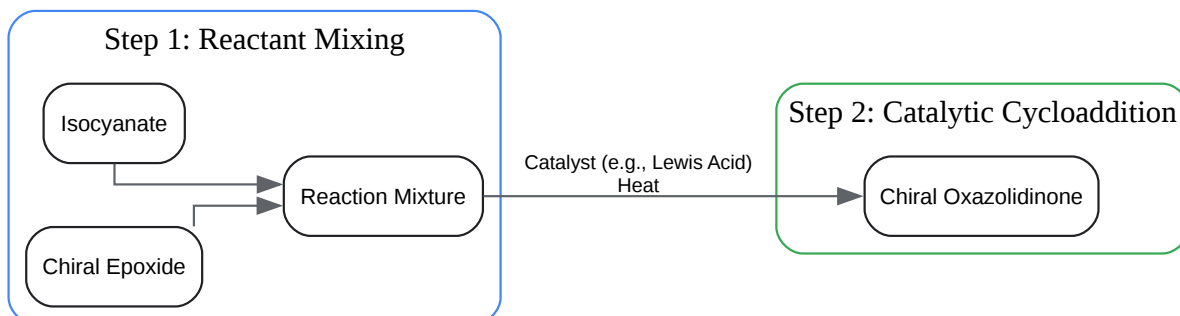 Step 1: Reactant Mixing
Isocyanate
Chiral Epoxide
Reaction Mixture
Catalyst (e.g., Lewis Acid)
Heat
Step 2: Catalytic Cycloaddition
Chiral Oxazolidinone